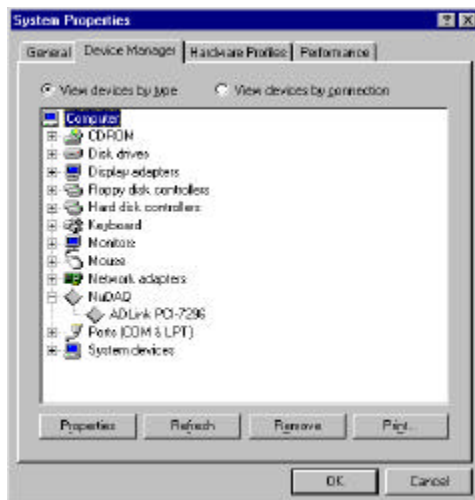 System Properties
General Device Manager Hardware Profiles Performance
View devices by type View devices by connection
Computer
CDROM
Disk drives
Display adapters
Floppy disk controllers
Hard disk controllers
Keyboard
Monitors
Mouse
Network adapters
NuDAQ
ADLink PCI-7296
Ports (COM & LPT)
System devices
Properties Refresh Remove Print...
OK Cancel